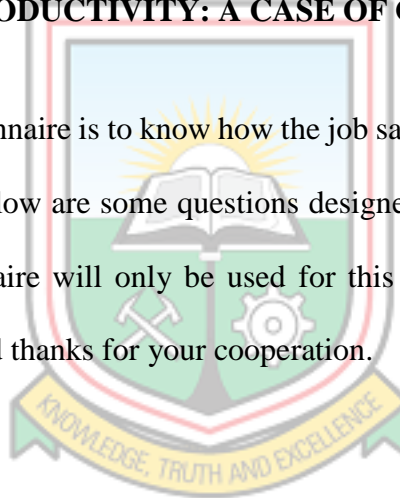 ODUCTIVITY: A CASE OF
nnaire is to know how the job sa
low are some questions designe
aire will only be used for this
d thanks for your cooperation.
KNOWLEDGE, TRUTH AND EXCELLENCE